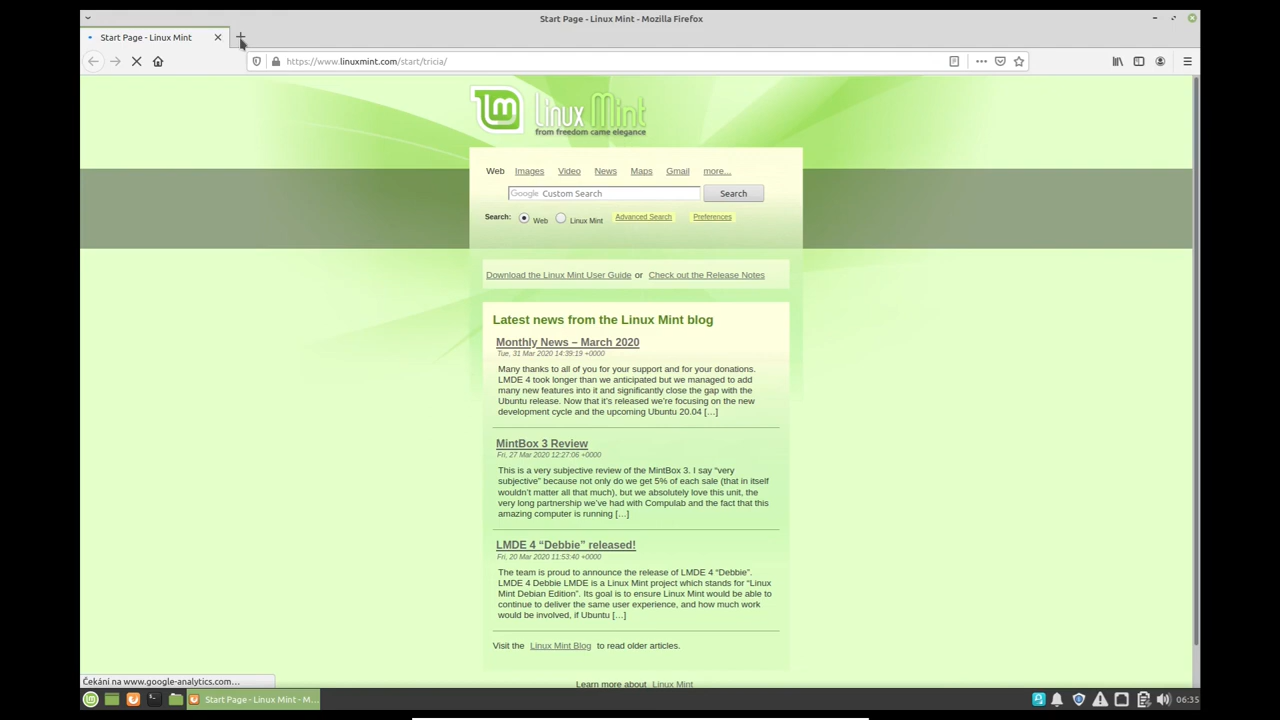 Start Page - Linux Mint - Mozilla Firefox
Start Page - Linux Mint
https://www.linuxmint.com/start/tricia/
lm Linux Mint
from freedom came elegance
Web Images Video News Maps Gmail more...
Google Custom Search Search
Search: Web Linux Mint Advanced Search Preferences
Download the Linux Mint User Guide or Check out the Release Notes
Latest news from the Linux Mint blog
Monthly News – March 2020
Tue, 31 Mar 2020 14:39:19 +0000
Many thanks to all of you for your support and for your donations.
LMDE 4 took longer than we anticipated but we managed to add
many new features into it and significantly close the gap with the
Ubuntu release. Now that it's released we're focusing on the new
development cycle and the upcoming Ubuntu 20.04 […]
MintBox 3 Review
Fri, 27 Mar 2020 12:27:06 +0000
This is a very subjective review of the MintBox 3. I say “very
subjective” because not only do we get 5% of each sale (that in itself
wouldn't matter all that much), but we absolutely love this unit, the
very long partnership we've had with Compulab and the fact that this
amazing computer is running […]
LMDE 4 “Debbie” released!
Fri, 20 Mar 2020 11:53:40 +0000
The team is proud to announce the release of LMDE 4 “Debbie”.
LMDE 4 Debbie LMDE is a Linux Mint project which stands for “Linux
Mint Debian Edition”. Its goal is to ensure Linux Mint would be able to
continue to deliver the same user experience, and how much work
would be involved, if Ubuntu […]
Visit the Linux Mint Blog to read older articles.
Learn more about Linux Mint
Čekání na www.google-analytics.com…
Start Page - Linux Mint - M...
06:35